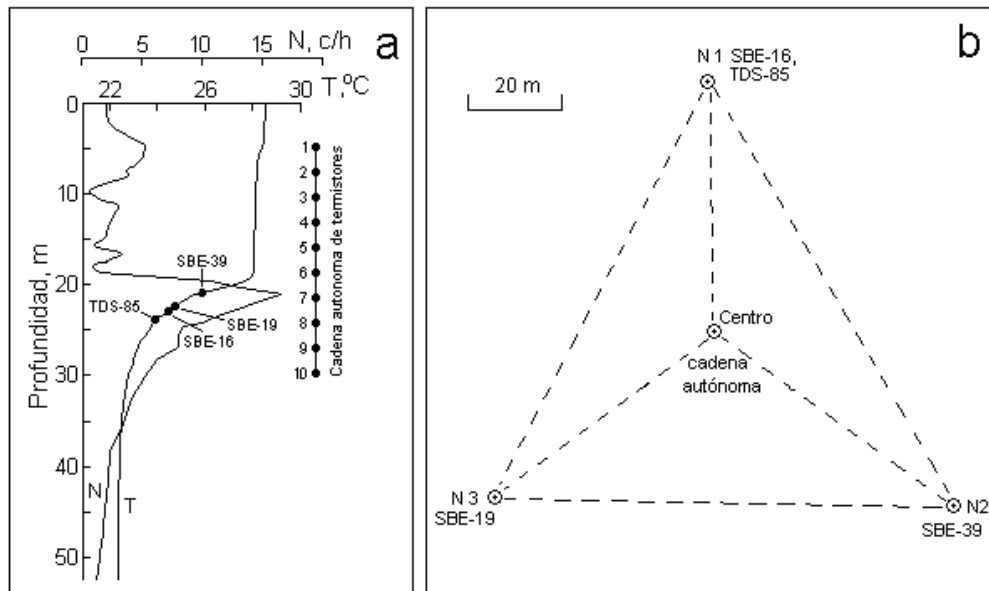 a
0 5 10 15 N, c/h
22 26 30 T,ºC
Profundidad, m
0
10
20
30
40
50
1
2
3
4
5
6
7
8
9
10
Cadena autonoma de termistores
SBE-39
TDS-85
SBE-19
SBE-16
N
T
b
20 m
N 1 SBE-16,
TDS-85
Centro
cadena
autónoma
N 3
SBE-19
N2
SBE-39